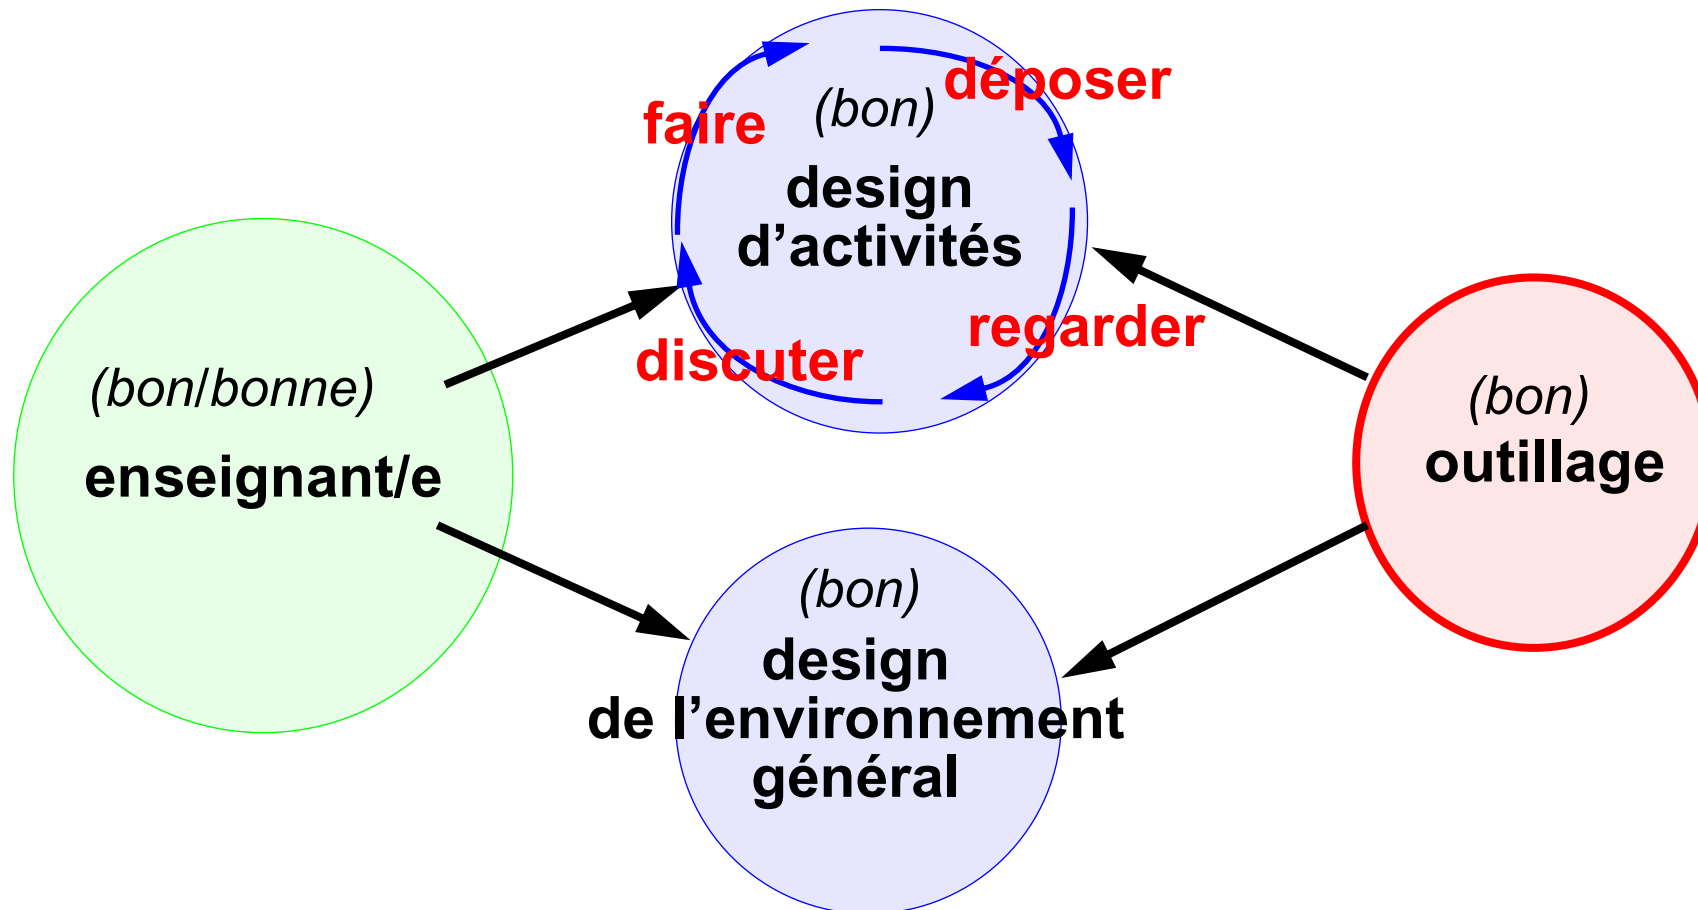 faire
déposer
(bon)
design
d’activités
discuter
regarder
(bon/bonne)
enseignant/e
(bon)
outillage
(bon)
design
de l’environnement
général